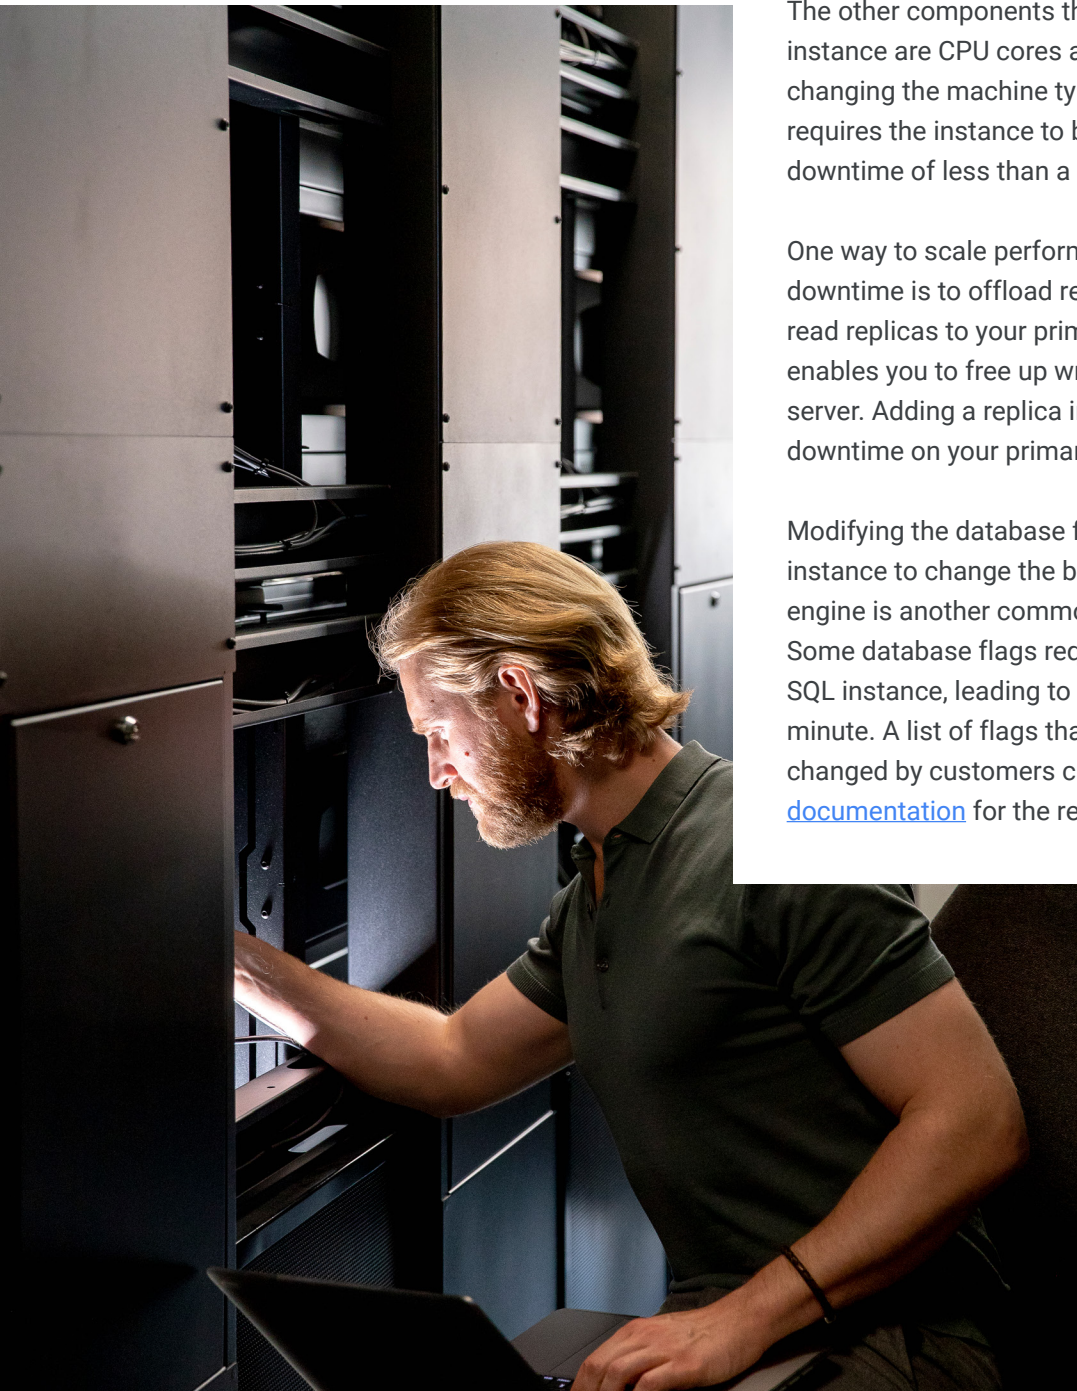 The other components th
instance are CPU cores a
changing the machine ty
requires the instance to b
downtime of less than a
One way to scale perforn
downtime is to offload re
read replicas to your prim
enables you to free up wr
server. Adding a replica i
downtime on your primar
Modifying the database f
instance to change the b
engine is another commo
Some database flags req
SQL instance, leading to
minute. A list of flags tha
changed by customers c
documentation for the re